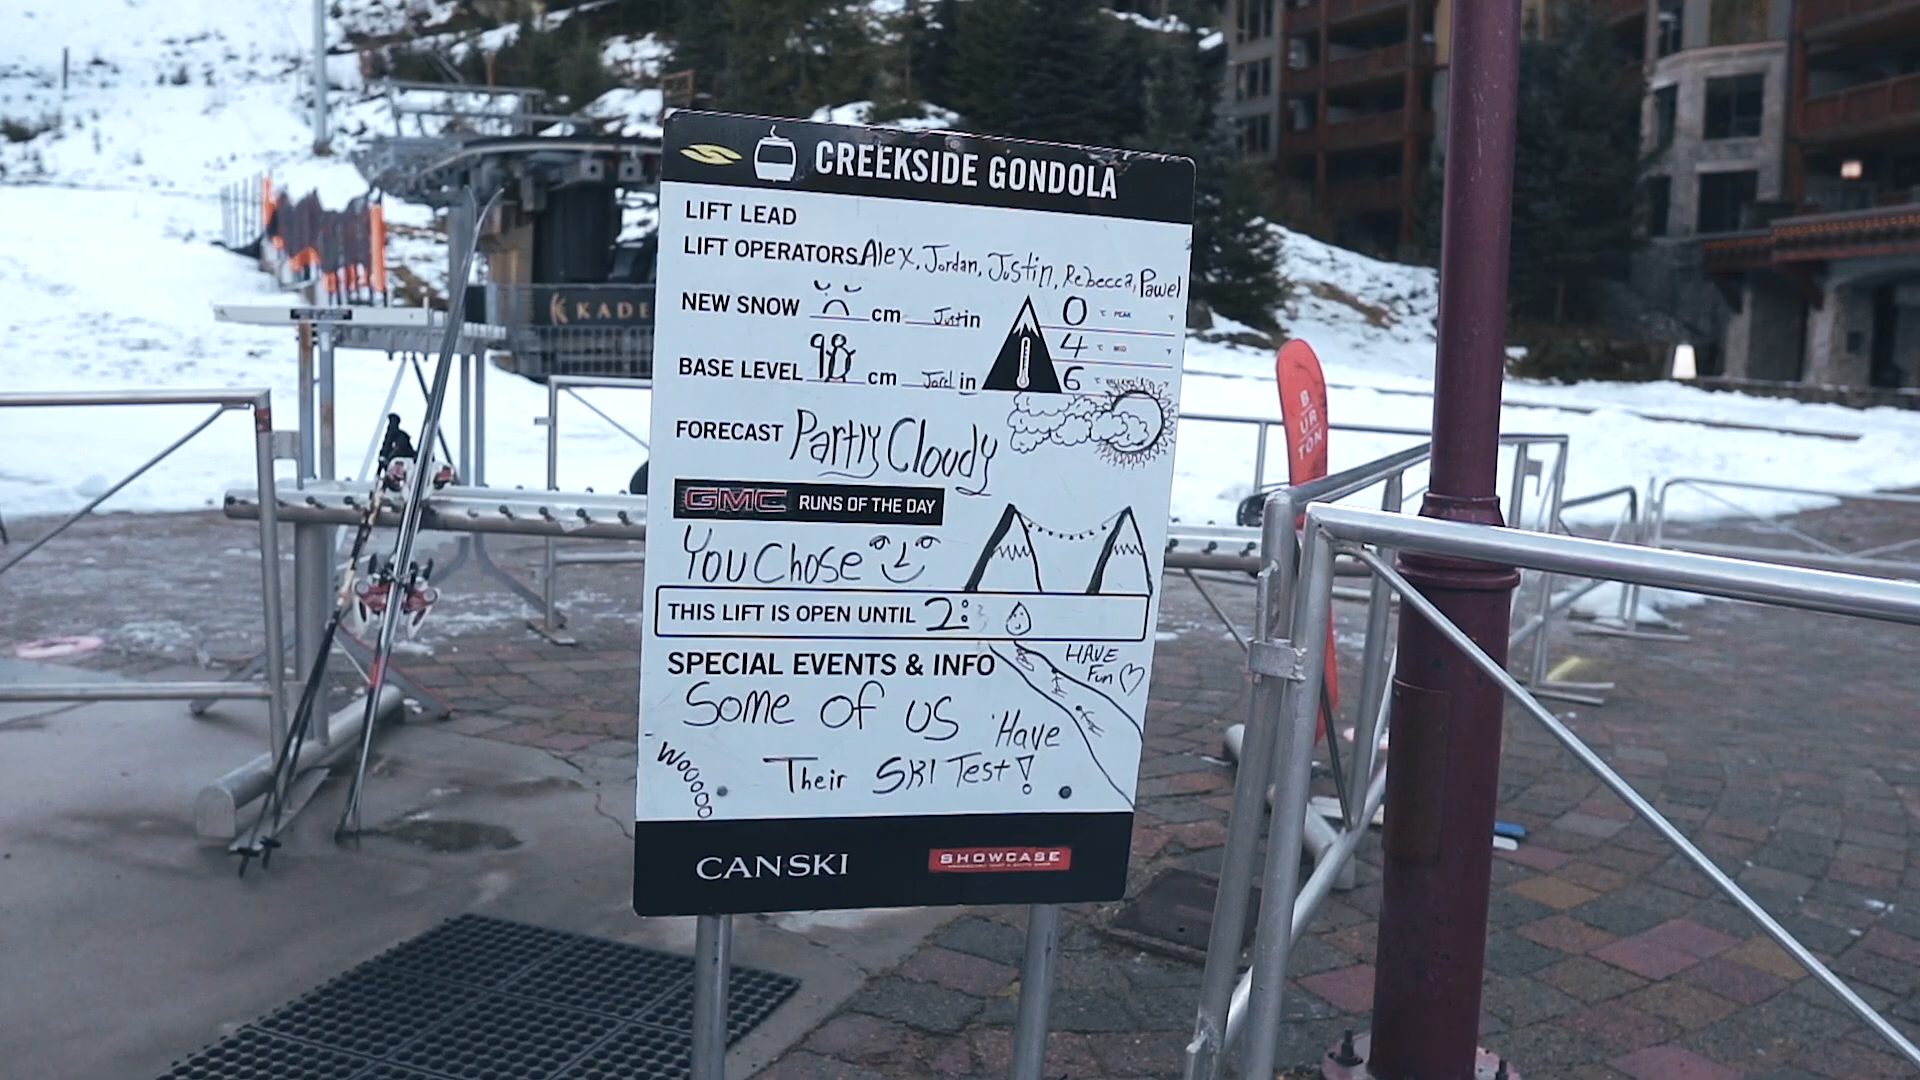 CREEKSIDE GONDOLA
LIFT LEAD
LIFT OPERATORS Alex, Jordan, Justin, Rebecca, Pawel
NEW SNOW cm Justin
0 °C PEAK °F
4 °C MID °F
BASE LEVEL 98 cm in
6 °C
FORECAST Partly Cloudy
GMC RUNS OF THE DAY
You Chose
THIS LIFT IS OPEN UNTIL 2:
SPECIAL EVENTS & INFO
HAVE
Fun
Some of us Have
Their SKI Test!
Wooooo
CANSKI
SHOWCASE
KADE
BURTON